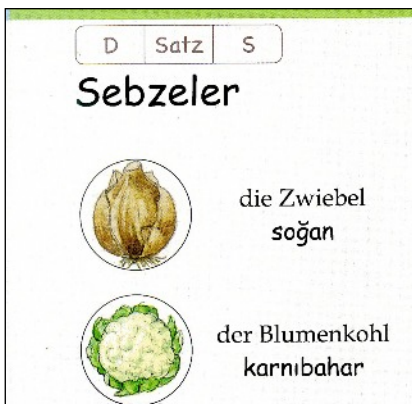 D Satz S
Sebzeler
die Zwiebel
soğan
der Blumenkohl
karnıbahar